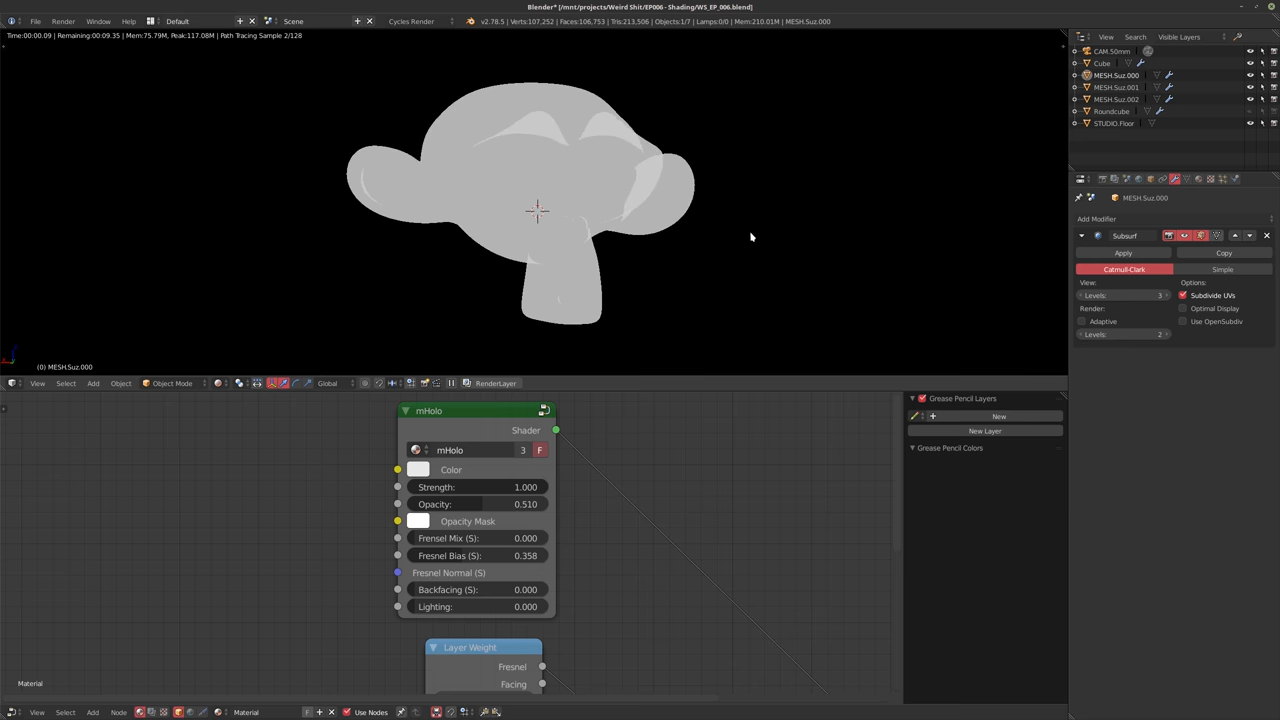 Blender* [/mnt/projects/Weird Shit/EP006 - Shading/WS_EP_006.blend]
File Render Window Help Default Scene Cycles Render v2.78.5 | Verts:107,252 | Faces:106,753 | Tris:213,506 | Objects:1/7 | Lamps:0/0 | Mem:210.01M | MESH.Suz.000
Time:00:00.09 | Remaining:00:09.35 | Mem:75.79M, Peak:117.08M | Path Tracing Sample 2/128
(0) MESH.Suz.000
View Select Add Object Object Mode Global RenderLayer
mHolo
Shader
mHolo 3 F
Color
Strength: 1.000
Opacity: 0.510
Opacity Mask
Frensel Mix (S): 0.000
Fresnel Bias (S): 0.358
Fresnel Normal (S)
Backfacing (S): 0.000
Lighting: 0.000
Layer Weight
Fresnel
Facing
Material
View Select Add Node Material F Use Nodes
Grease Pencil Layers
New
New Layer
Grease Pencil Colors
View Search Visible Layers
CAM.50mm
Cube
MESH.Suz.000
MESH.Suz.001
MESH.Suz.002
Roundcube
STUDIO.Floor
MESH.Suz.000
Add Modifier
Subsurf
Apply Copy
Catmull-Clark Simple
View: Options:
Levels: 3 Subdivide UVs
Render: Optimal Display
Adaptive Use OpenSubdiv
Levels: 2